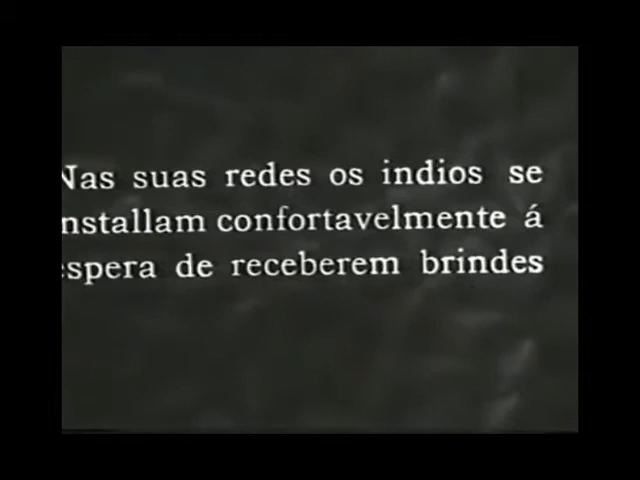 Nas suas redes os indios se
nstallam confortavelmente á
spera de receberem brindes